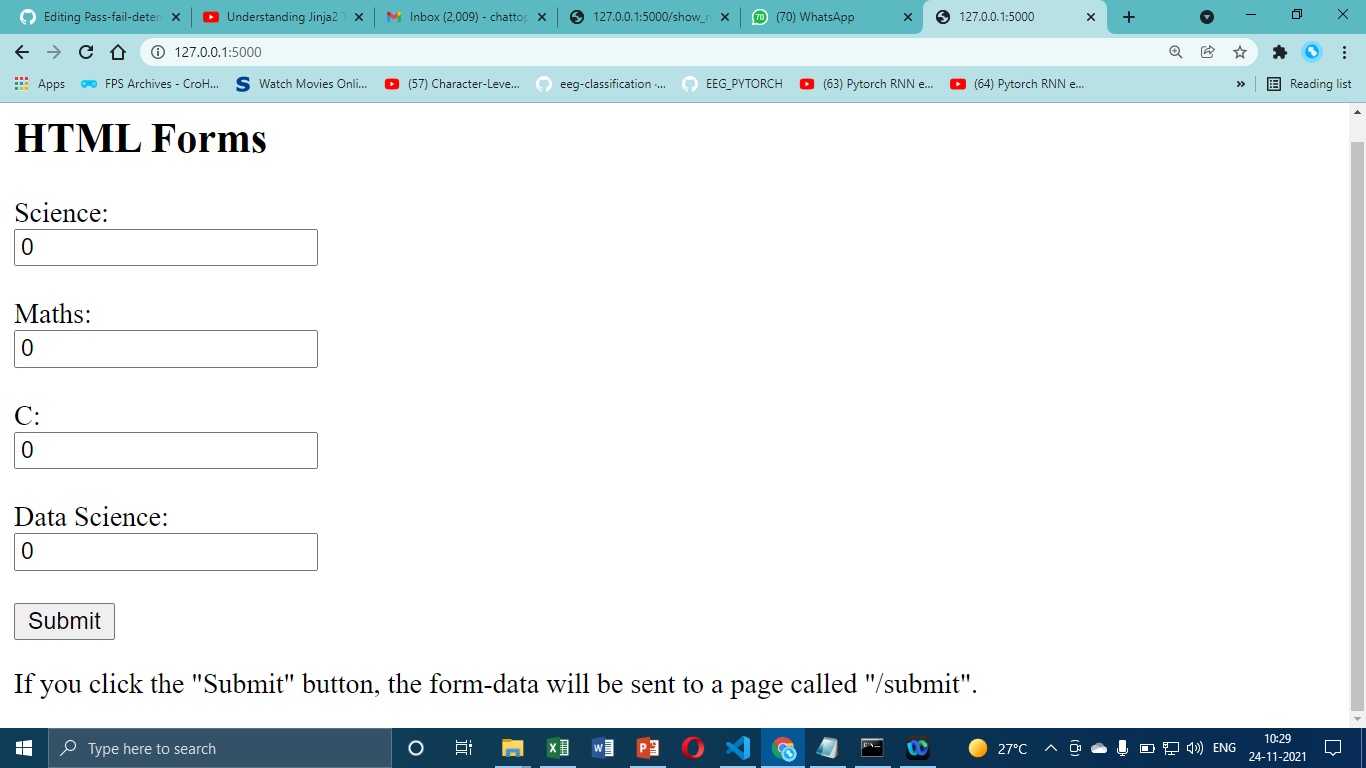 Editing Pass-fail-deter
Understanding Jinja2 T
Inbox (2,009) - chattop
127.0.0.1:5000/show_r
70
(70) WhatsApp
127.0.0.1:5000
127.0.0.1:5000
Apps
FPS Archives - CroH...
Watch Movies Onli...
(57) Character-Leve...
eeg-classification -...
EEG_PYTORCH
(63) Pytorch RNN e...
(64) Pytorch RNN e...
»
Reading list
HTML Forms
Science:
0
Maths:
0
C:
0
Data Science:
0
Submit
If you click the "Submit" button, the form-data will be sent to a page called "/submit".
Type here to search
27°C
ENG
10:29
24-11-2021